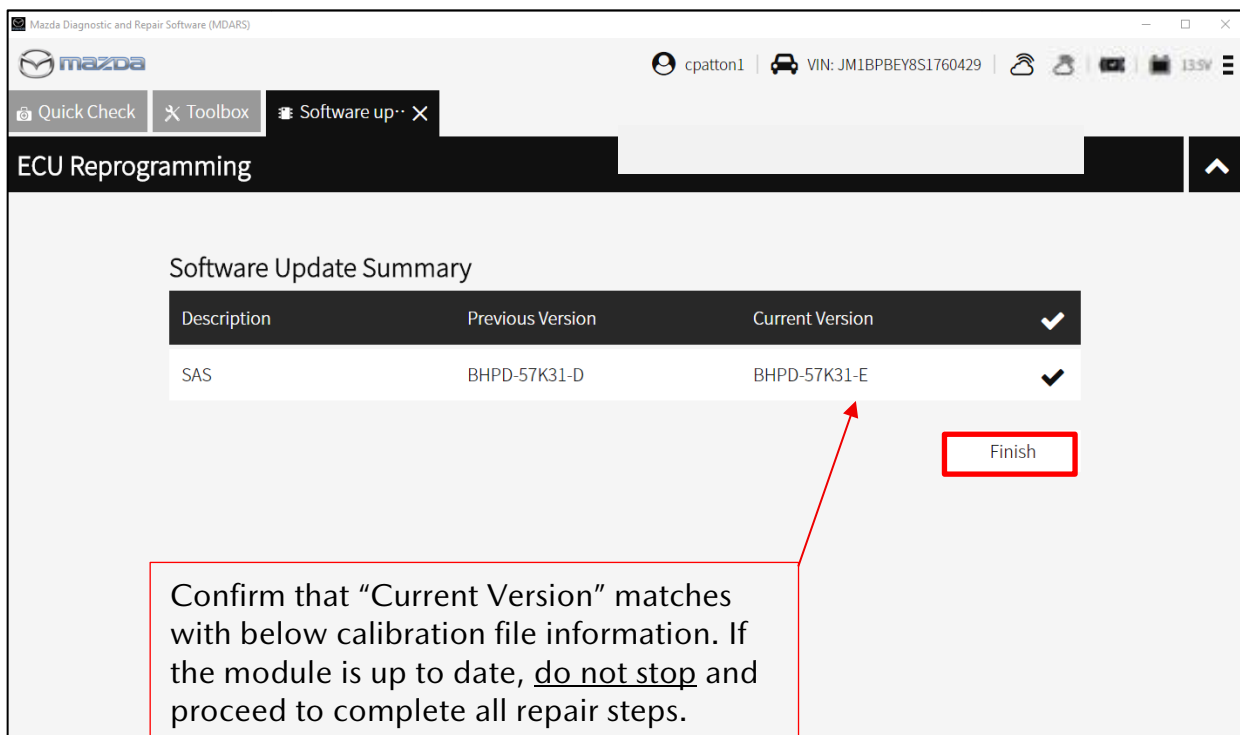 Mazda Diagnostic and Repair Software (MDARS)
mazda
cpatton1 VIN: JM1BPBEY8S1760429 13.5V
Quick Check Toolbox Software up··
ECU Reprogramming
Software Update Summary
Description Previous Version Current Version
SAS BHPD-57K31-D BHPD-57K31-E
Finish
Confirm that “Current Version” matches
with below calibration file information. If
the module is up to date, do not stop and
proceed to complete all repair steps.